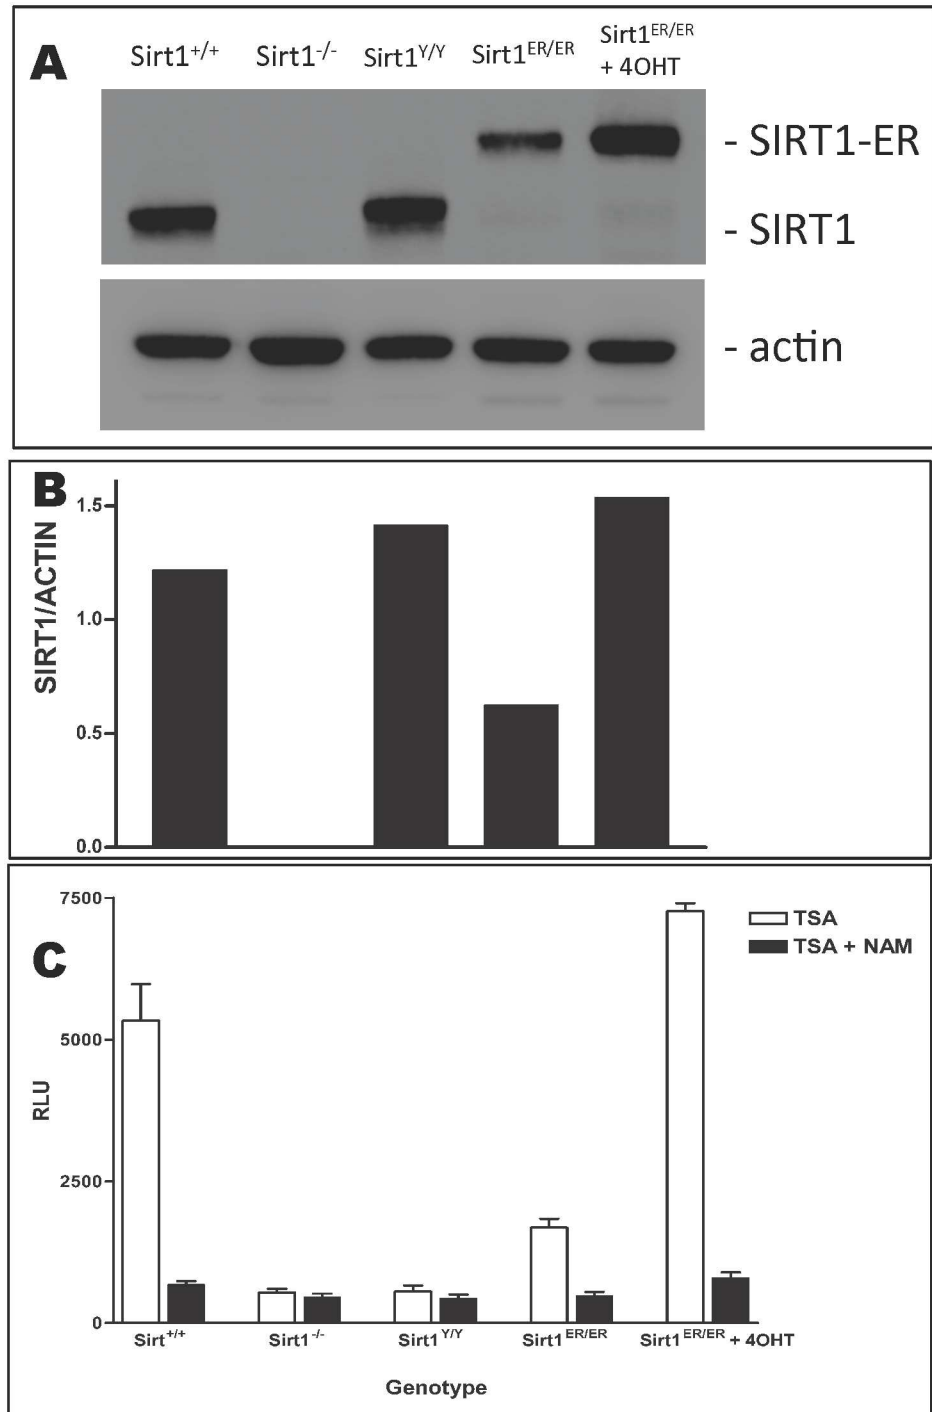 A
Sirt1+/+ Sirt1-/- Sirt1Y/Y Sirt1ER/ER Sirt1ER/ER + 4OHT
- SIRT1-ER
- SIRT1
- actin
B
SIRT1/ACTIN
1.5
1.0
0.5
0.0
C
RLU
7500
5000
2500
0
TSA
TSA + NAM
Sirt+/+ Sirt1-/- Sirt1Y/Y Sirt1ER/ER Sirt1ER/ER + 4OHT
Genotype